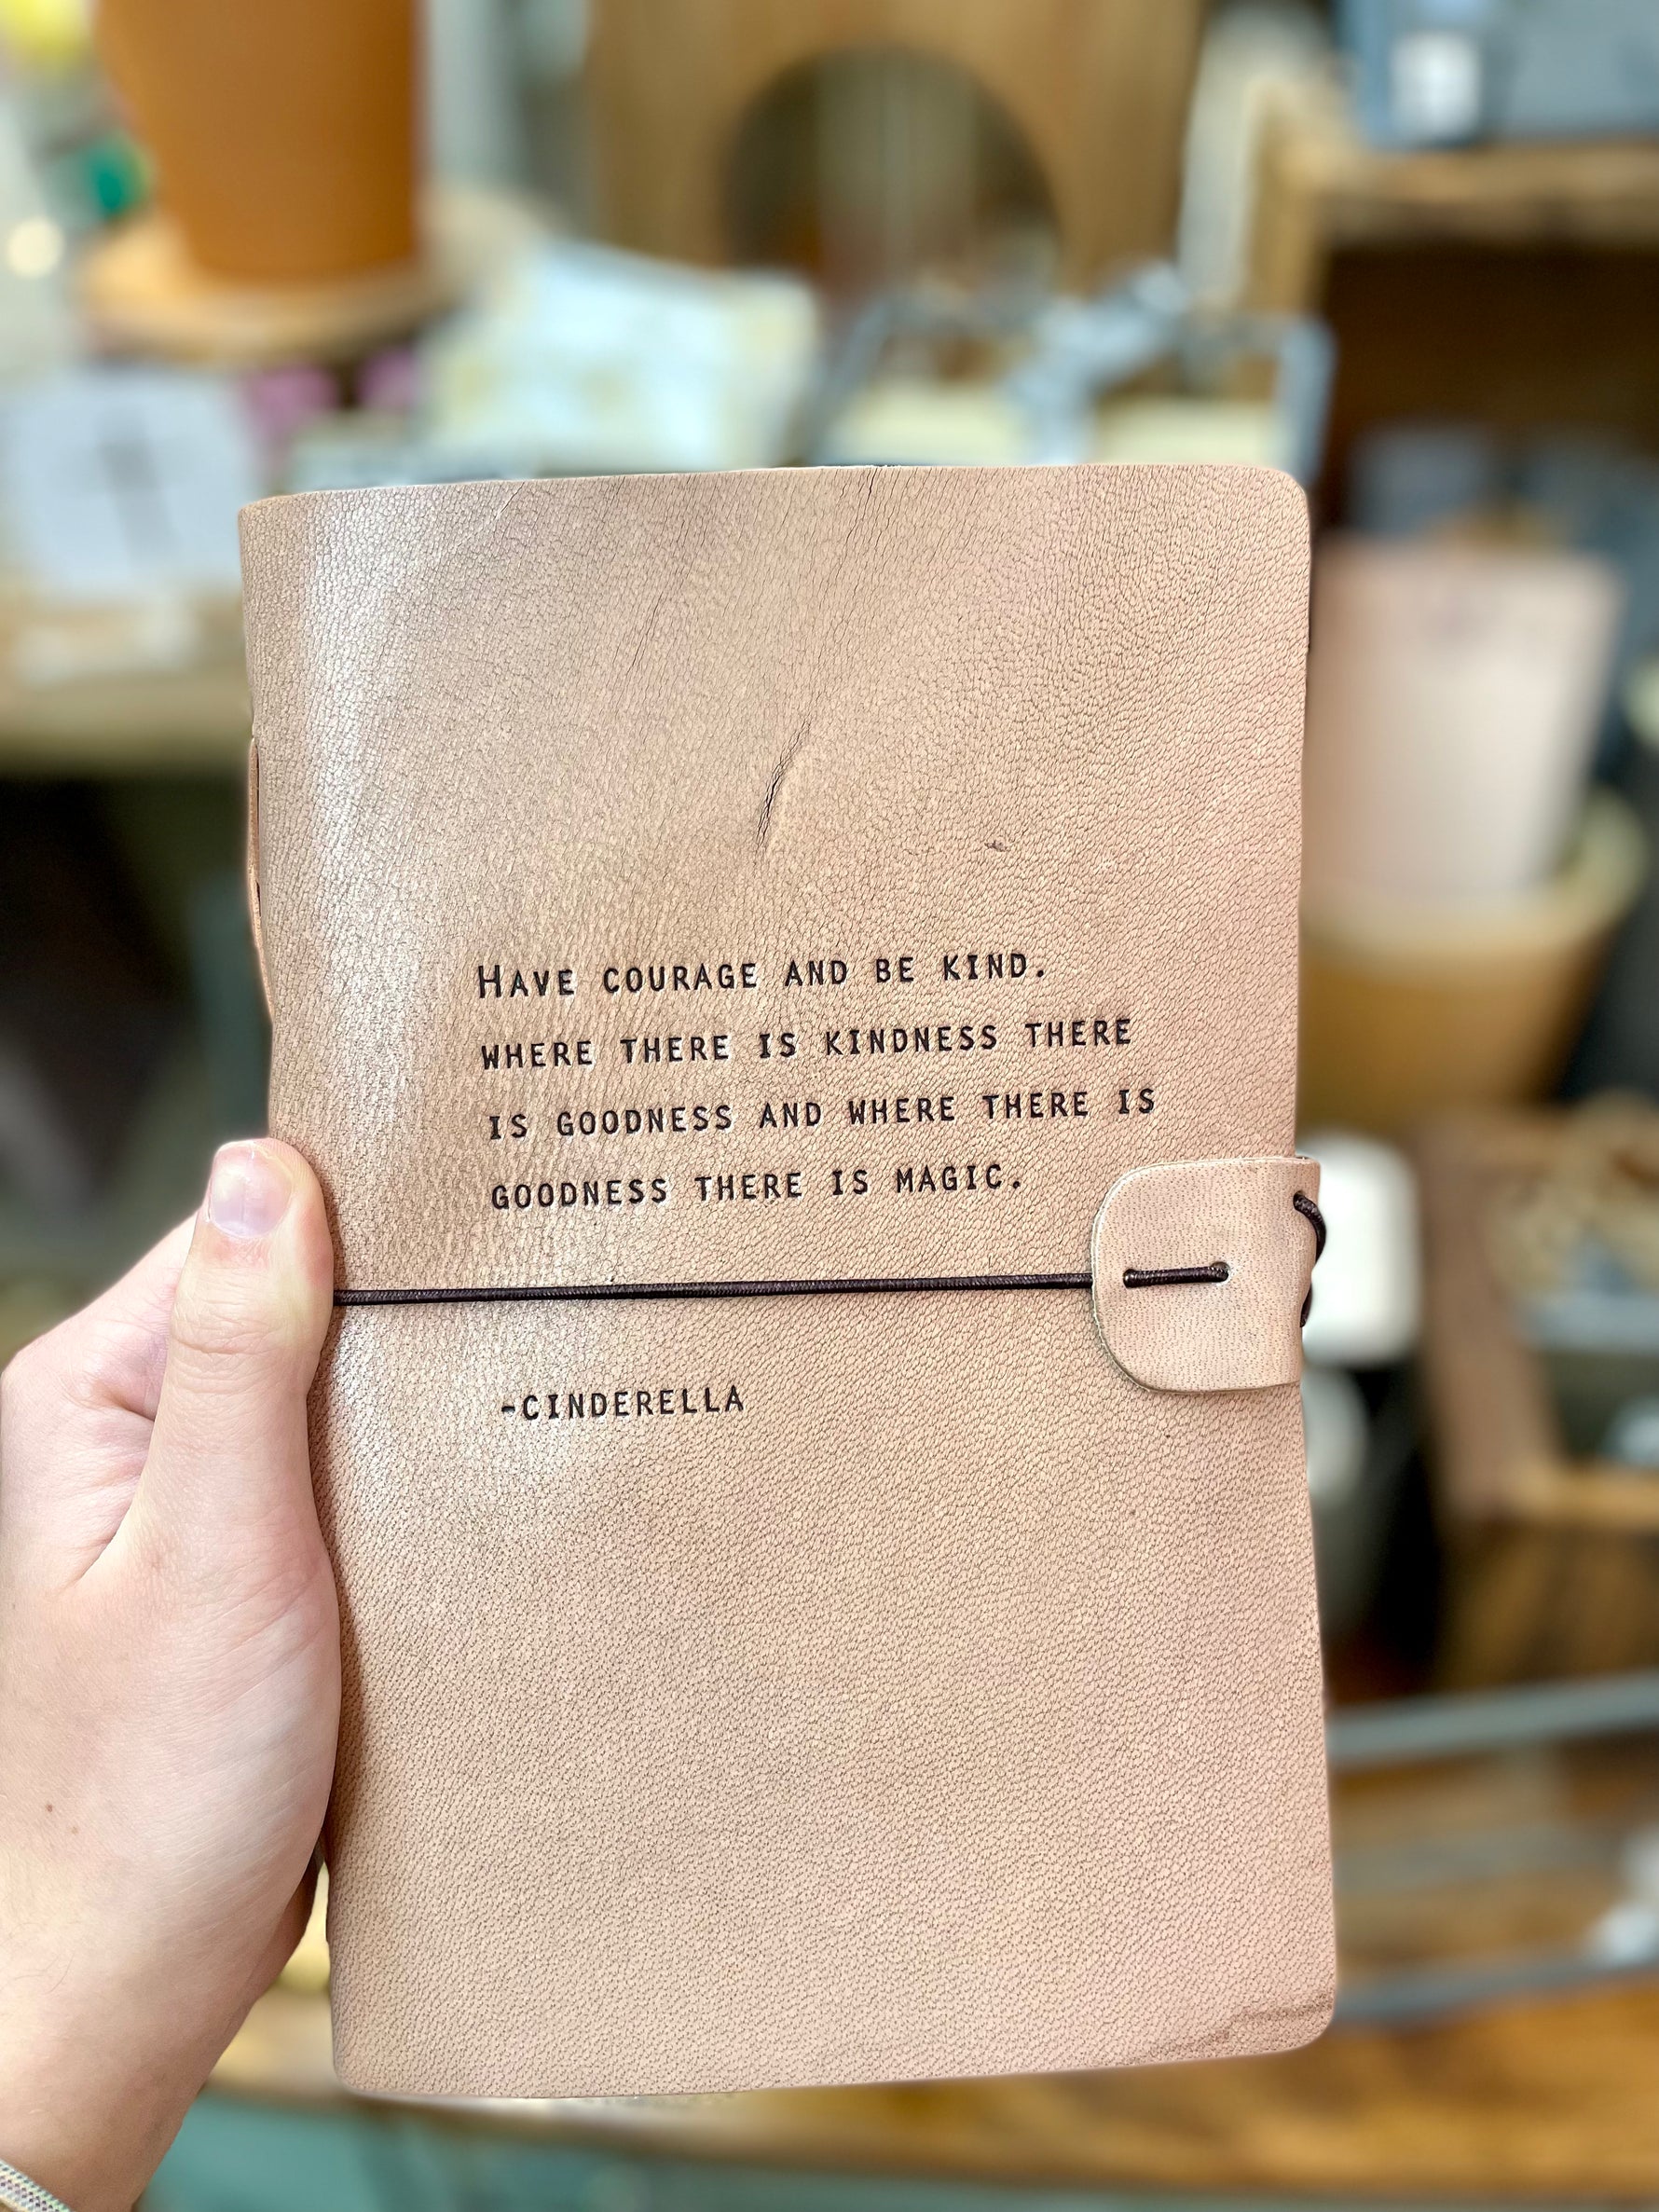 HAVE COURAGE AND BE KIND.
WHERE THERE IS KINDNESS THERE
IS GOODNESS AND WHERE THERE IS
GOODNESS THERE IS MAGIC.
-CINDERELLA